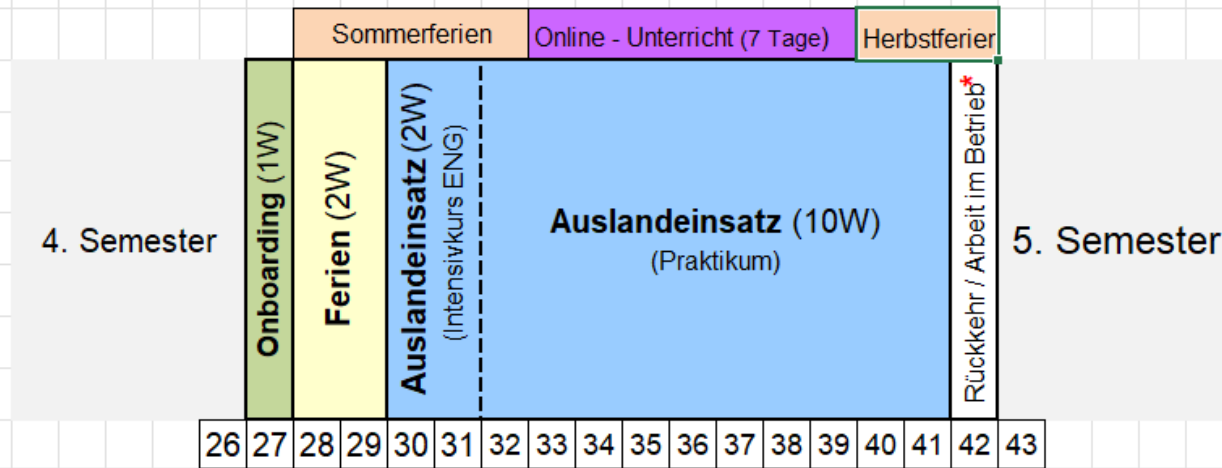 Sommerferien
Online - Unterricht (7 Tage)
Herbstferien
4. Semester
Onboarding (1W)
Ferien (2W)
Auslandeinsatz (2W)
(Intensivkurs ENG)
Auslandeinsatz (10W)
(Praktikum)
Rückkehr / Arbeit im Betrieb*
5. Semester
26 27 28 29 30 31 32 33 34 35 36 37 38 39 40 41 42 43